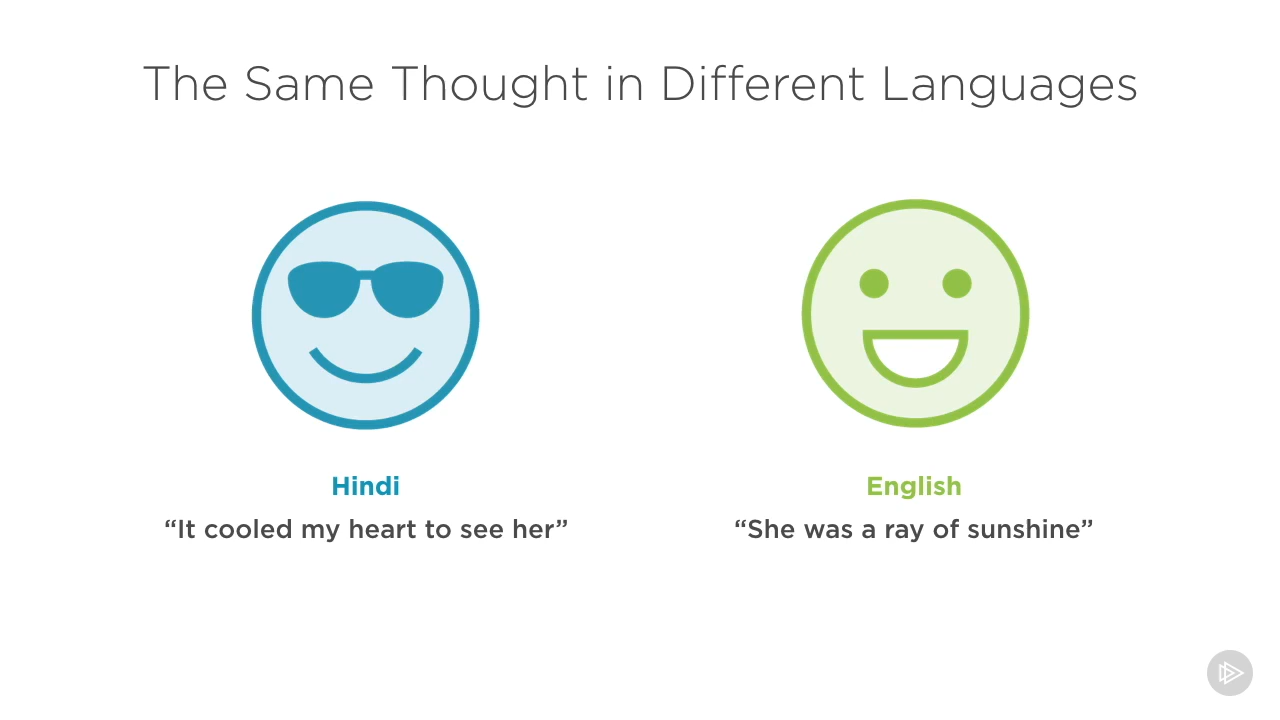 The Same Thought in Different Languages
Hindi
“It cooled my heart to see her”
English
“She was a ray of sunshine”